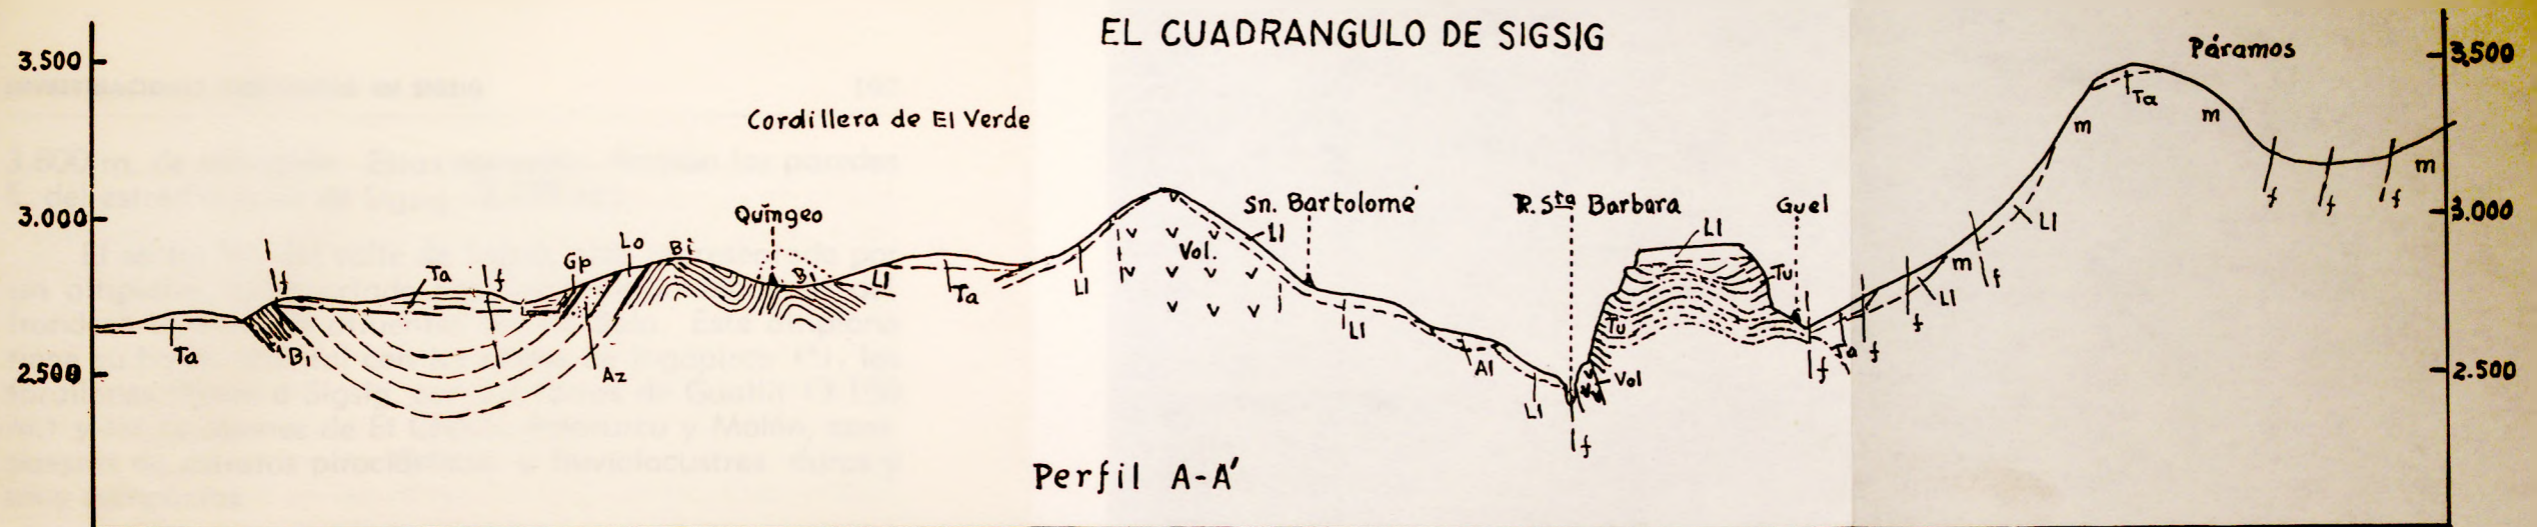 EL CUADRANGULO DE SIGSIG
3.500
Páramos
3.500
Cordillera de El Verde
Ta
m
m
m
3.000
Quingeo
Sn. Bartolomé
R. Sta Barbara
Guel
3.000
f f f
Ll
f
Ta
f
Gp
Lo
Bi
Bi
Ll
Ta
Ll
Vol.
Ll
Ll
Al
Ll
Ll
Tu
Tu
Vol
m
f
Ll
f
f
Ta
f
Ta
Bi
Az
2.500
2.500
f
Perfil A-A'